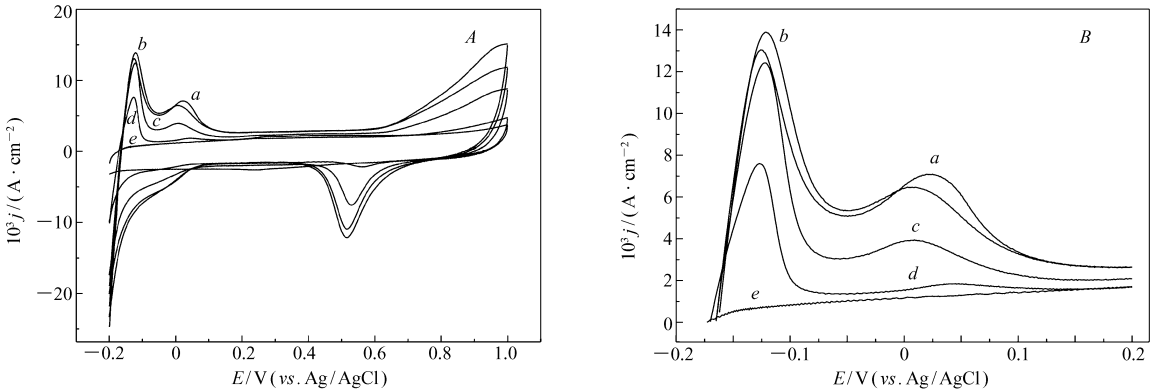 20
10
0
−10
−20
10³ j/(A · cm⁻²)
b
A
a
d
c
e
−0.2 0 0.2 0.4 0.6 0.8 1.0
E/V(vs. Ag/AgCl)
14
12
10
8
6
4
2
0
10³ j/(A · cm⁻²)
b
B
a
c
d
e
−0.2 −0.1 0 0.1 0.2
E/V(vs. Ag/AgCl)